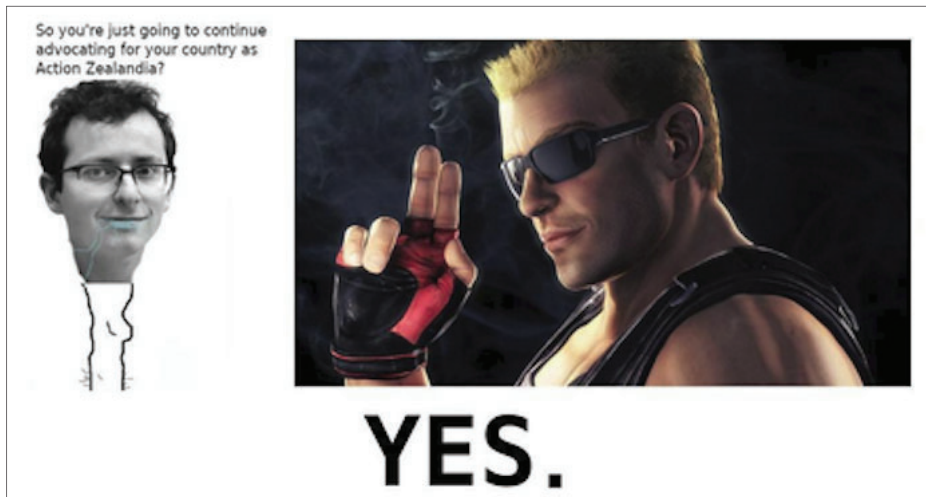 So you're just going to continue
advocating for your country as
Action Zealandia?
YES.